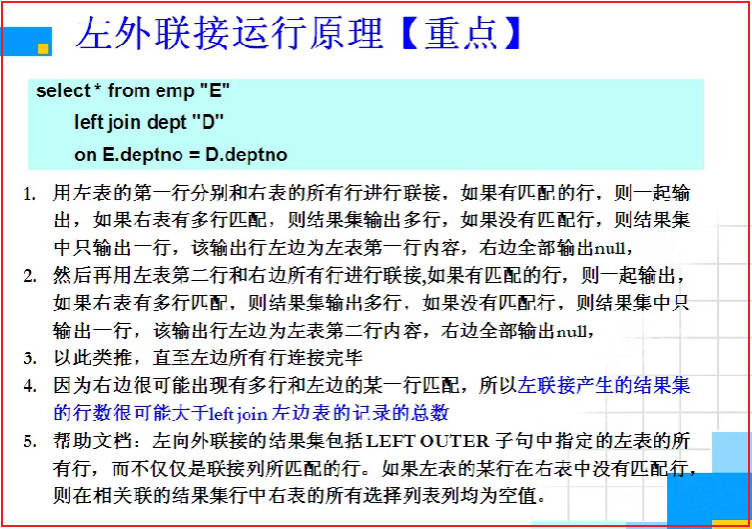 左外联接运行原理【重点】
select * from emp "E"
left join dept "D"
on E.deptno = D.deptno
1. 用左表的第一行分别和右表的所有行进行联接，如果有匹配的行，则一起输
出，如果右表有多行匹配，则结果集输出多行，如果没有匹配行，则结果集
中只输出一行，该输出行左边为左表第一行内容，右边全部输出null，
2. 然后再用左表第二行和右边所有行进行联接,如果有匹配的行，则一起输出，
如果右表有多行匹配，则结果集输出多行，如果没有匹配行，则结果集中只
输出一行，该输出行左边为左表第二行内容，右边全部输出null，
3. 以此类推，直至左边所有行连接完毕
4. 因为右边很可能出现有多行和左边的某一行匹配，所以左联接产生的结果集
的行数很可能大于left join 左边表的记录的总数
5. 帮助文档：左向外联接的结果集包括 LEFT OUTER 子句中指定的左表的所
有行，而不仅仅是联接列所匹配的行。如果左表的某行在右表中没有匹配行，
则在相关联的结果集行中右表的所有选择列表列均为空值。